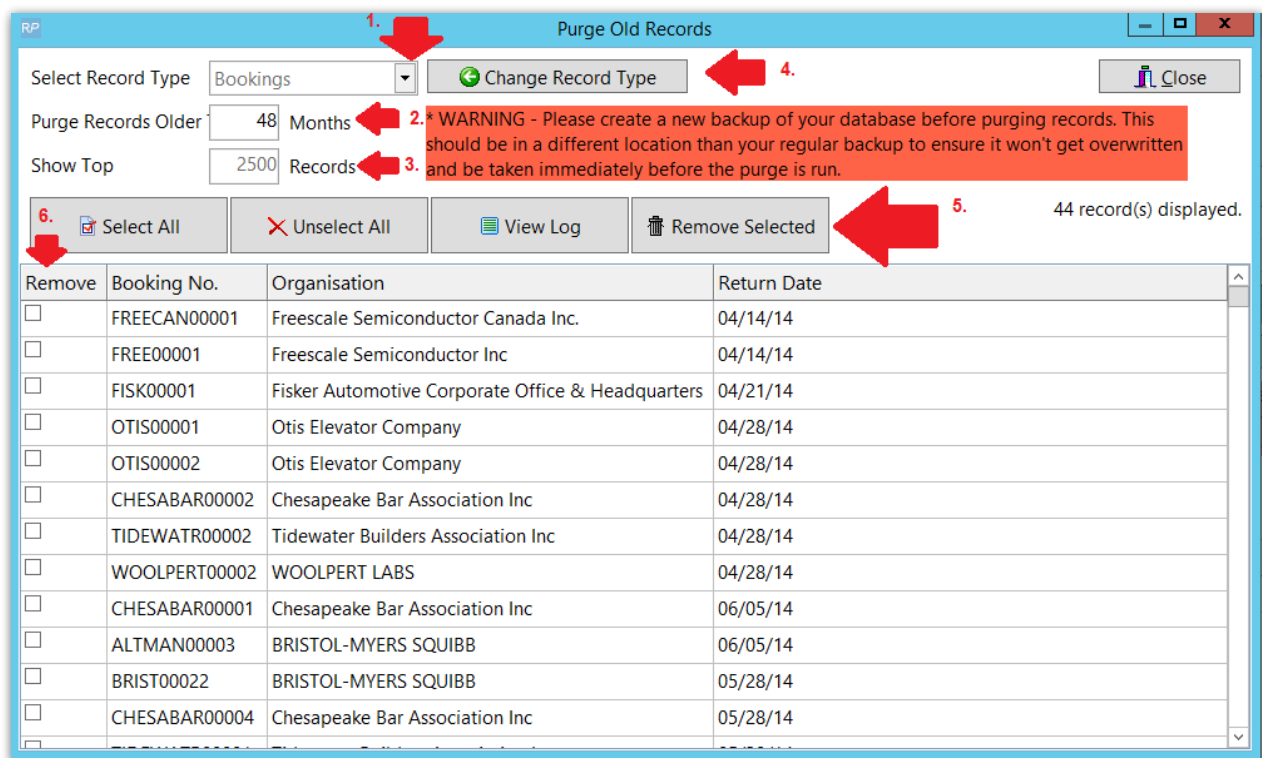 RP 1. Purge Old Records
Select Record Type Bookings Change Record Type 4. Close
Purge Records Older 48 Months 2. * WARNING - Please create a new backup of your database before purging records. This
should be in a different location than your regular backup to ensure it won't get overwritten
Show Top 2500 Records 3. and be taken immediately before the purge is run.
6. Select All Unselect All View Log Remove Selected 5. 44 record(s) displayed.
Remove Booking No. Organisation Return Date
FREECAN00001 Freescale Semiconductor Canada Inc. 04/14/14
FREE00001 Freescale Semiconductor Inc 04/14/14
FISK00001 Fisker Automotive Corporate Office & Headquarters 04/21/14
OTIS00001 Otis Elevator Company 04/28/14
OTIS00002 Otis Elevator Company 04/28/14
CHESABAR00002 Chesapeake Bar Association Inc 04/28/14
TIDEWATR00002 Tidewater Builders Association Inc 04/28/14
WOOLPERT00002 WOOLPERT LABS 04/28/14
CHESABAR00001 Chesapeake Bar Association Inc 06/05/14
ALTMAN00003 BRISTOL-MYERS SQUIBB 06/05/14
BRIST00022 BRISTOL-MYERS SQUIBB 05/28/14
CHESABAR00004 Chesapeake Bar Association Inc 05/28/14